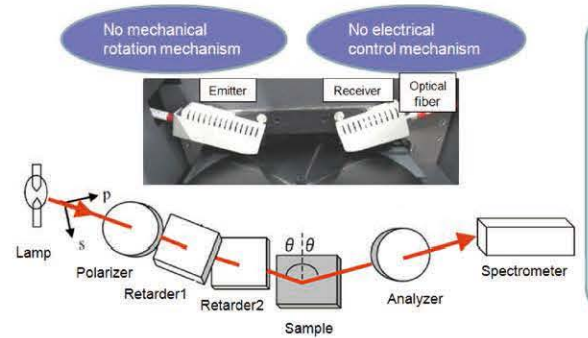 No mechanical
rotation mechanism
No electrical
control mechanism
Emitter
Receiver
Optical
fiber
p
s
Lamp
Polarizer
Retarder1
Retarder2
θ θ
Sample
Analyzer
Spectrometer